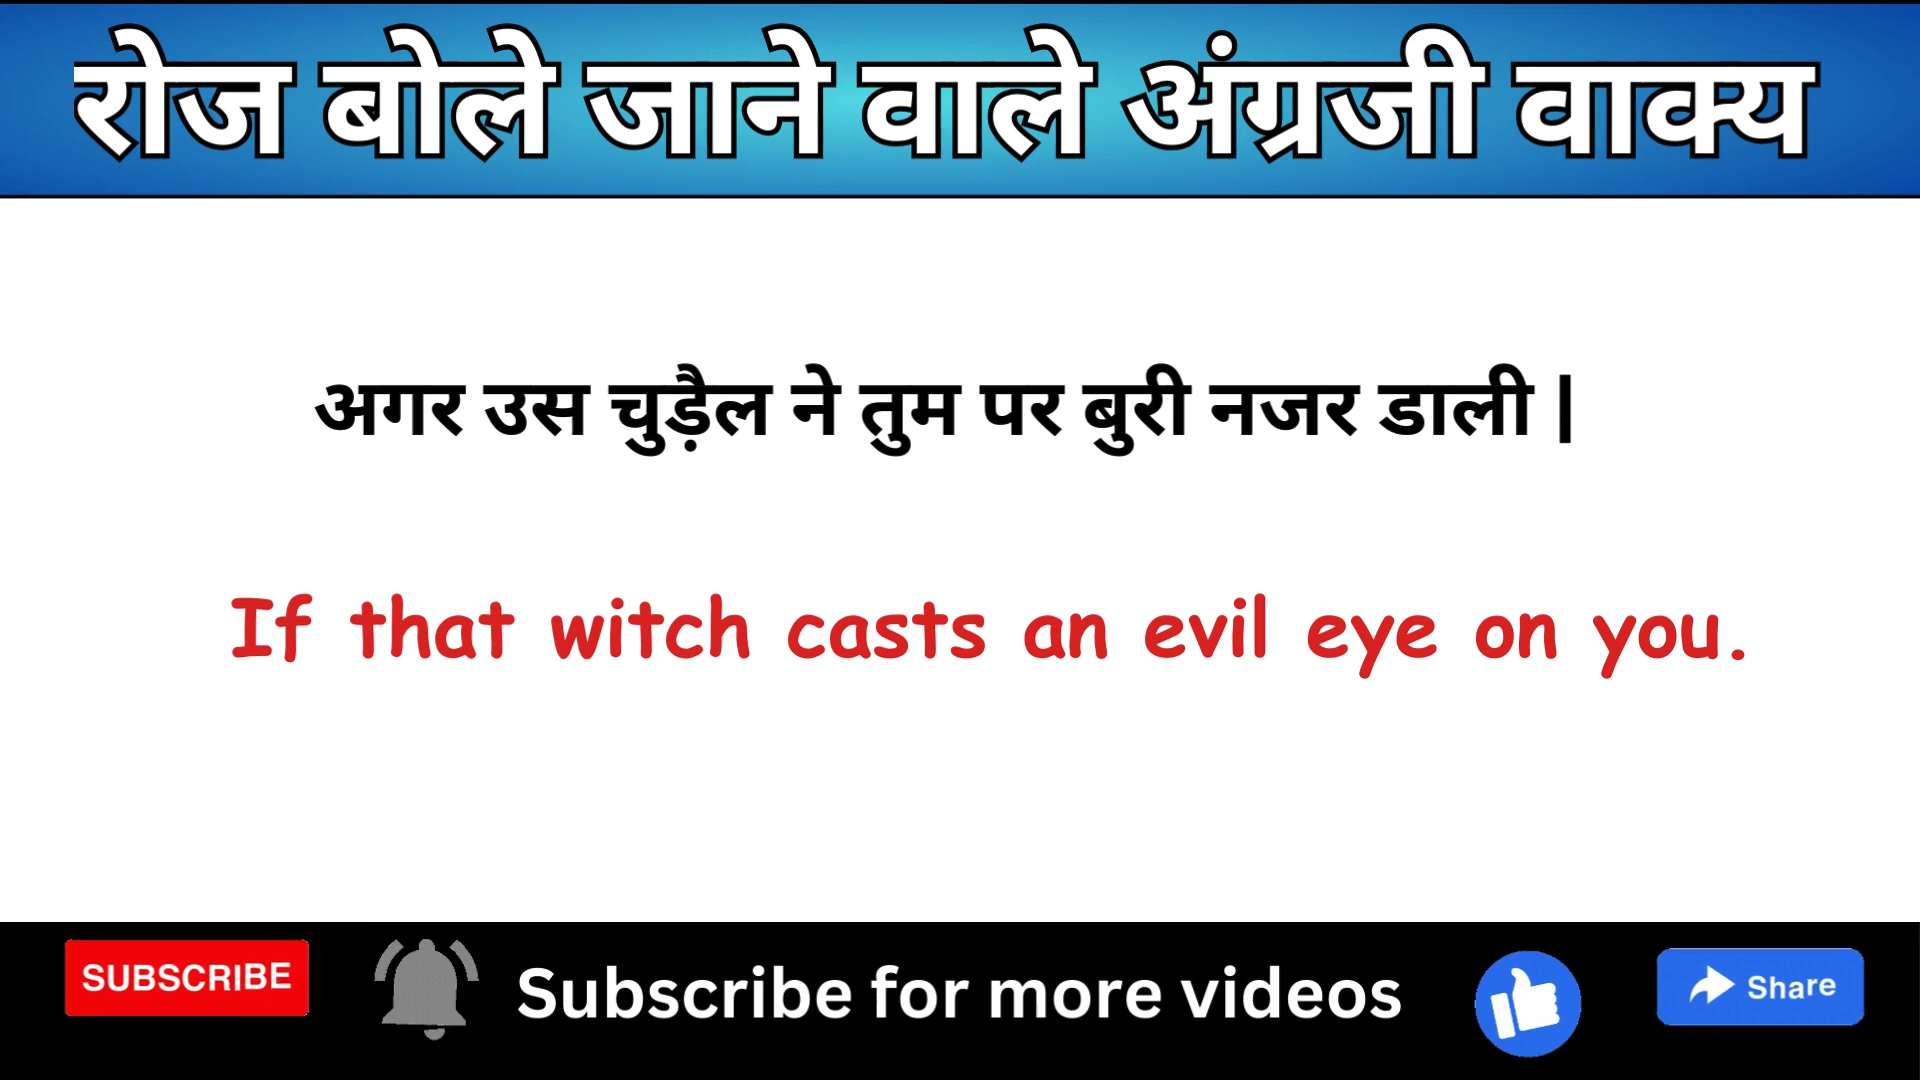 रोज बोले जाने वाले अंग्रजी वाक्य
अगर उस चुड़ैल ने तुम पर बुरी नजर डाली |
If that witch casts an evil eye on you.
SUBSCRIBE
Subscribe for more videos
Share